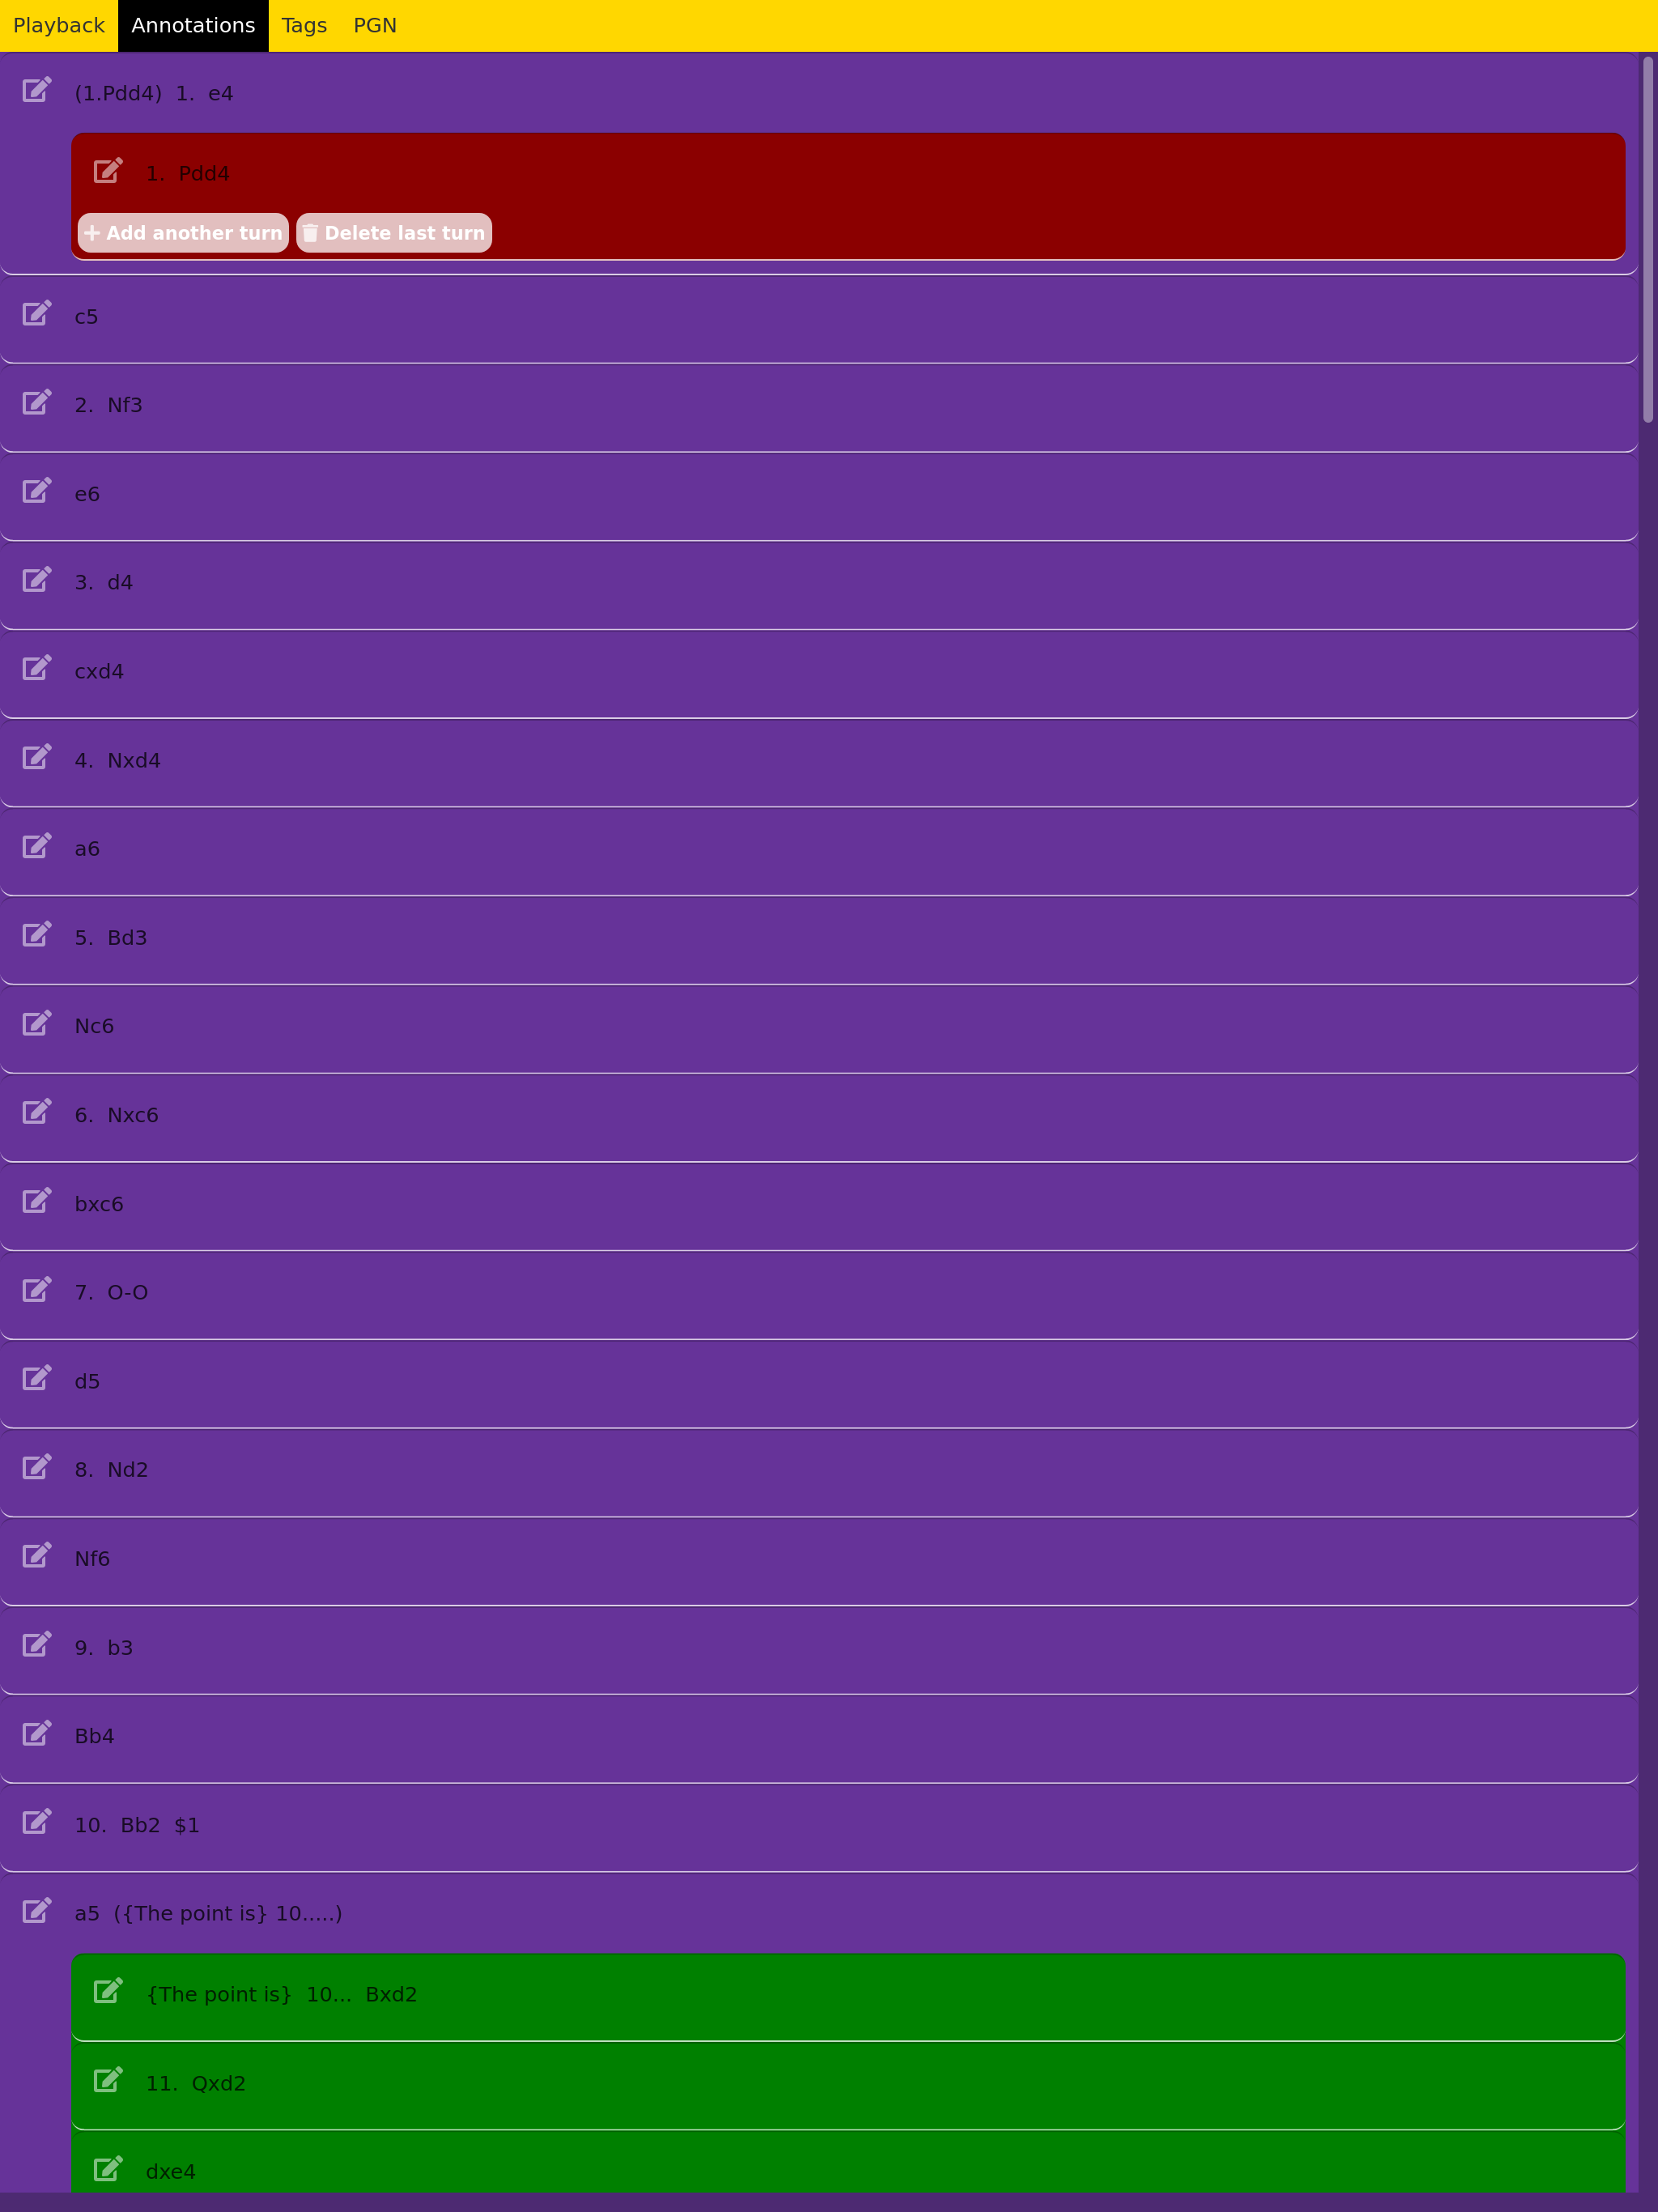 Playback Annotations Tags PGN
(1.Pdd4) 1. e4
1. Pdd4
Add another turn Delete last turn
c5
2. Nf3
e6
3. d4
cxd4
4. Nxd4
a6
5. Bd3
Nc6
6. Nxc6
bxc6
7. O-O
d5
8. Nd2
Nf6
9. b3
Bb4
10. Bb2 $1
a5 ({The point is} 10.....)
{The point is} 10... Bxd2
11. Qxd2
dxe4